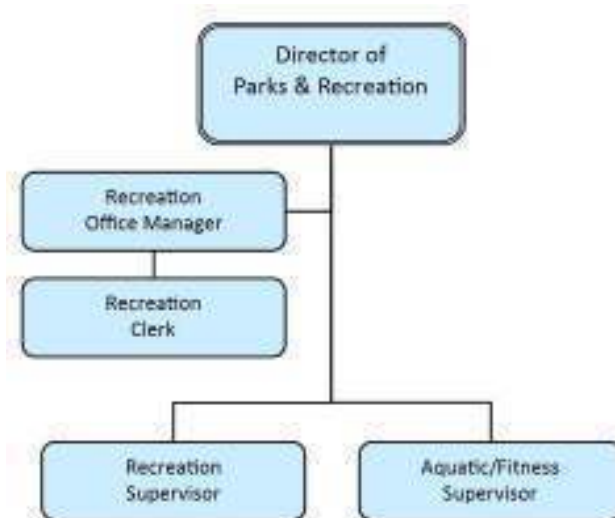 Director of
Parks & Recreation
Recreation
Office Manager
Recreation
Clerk
Recreation
Supervisor
Aquatic/Fitness
Supervisor